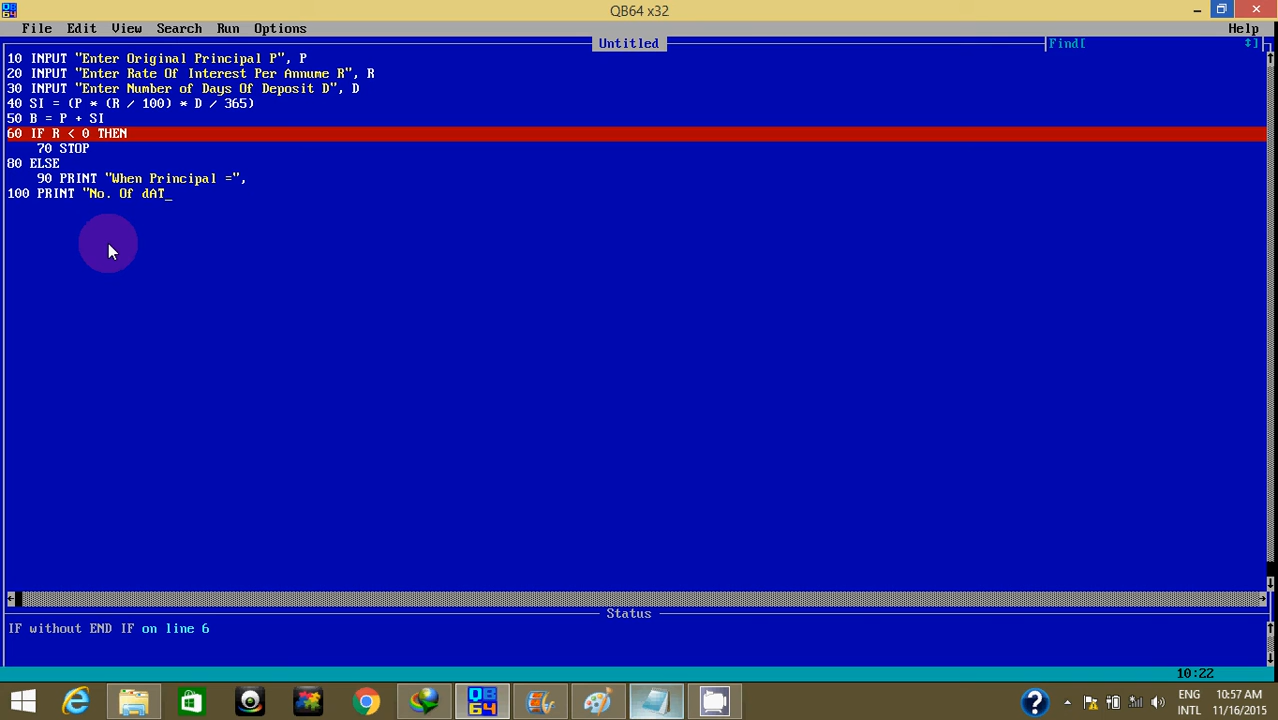 QB64 x32
File Edit View Search Run Options Help
Untitled
Find[ ]
10 INPUT "Enter Original Principal P", P
20 INPUT "Enter Rate Of Interest Per Annume R", R
30 INPUT "Enter Number of Days Of Deposit D", D
40 SI = (P * (R / 100) * D / 365)
50 B = P + SI
60 IF R < 0 THEN
70 STOP
80 ELSE
90 PRINT "When Principal =",
100 PRINT "No. Of dAT_
Status
IF without END IF on line 6
10:22
QB64
?
ENG
INTL
10:57 AM
11/16/2015